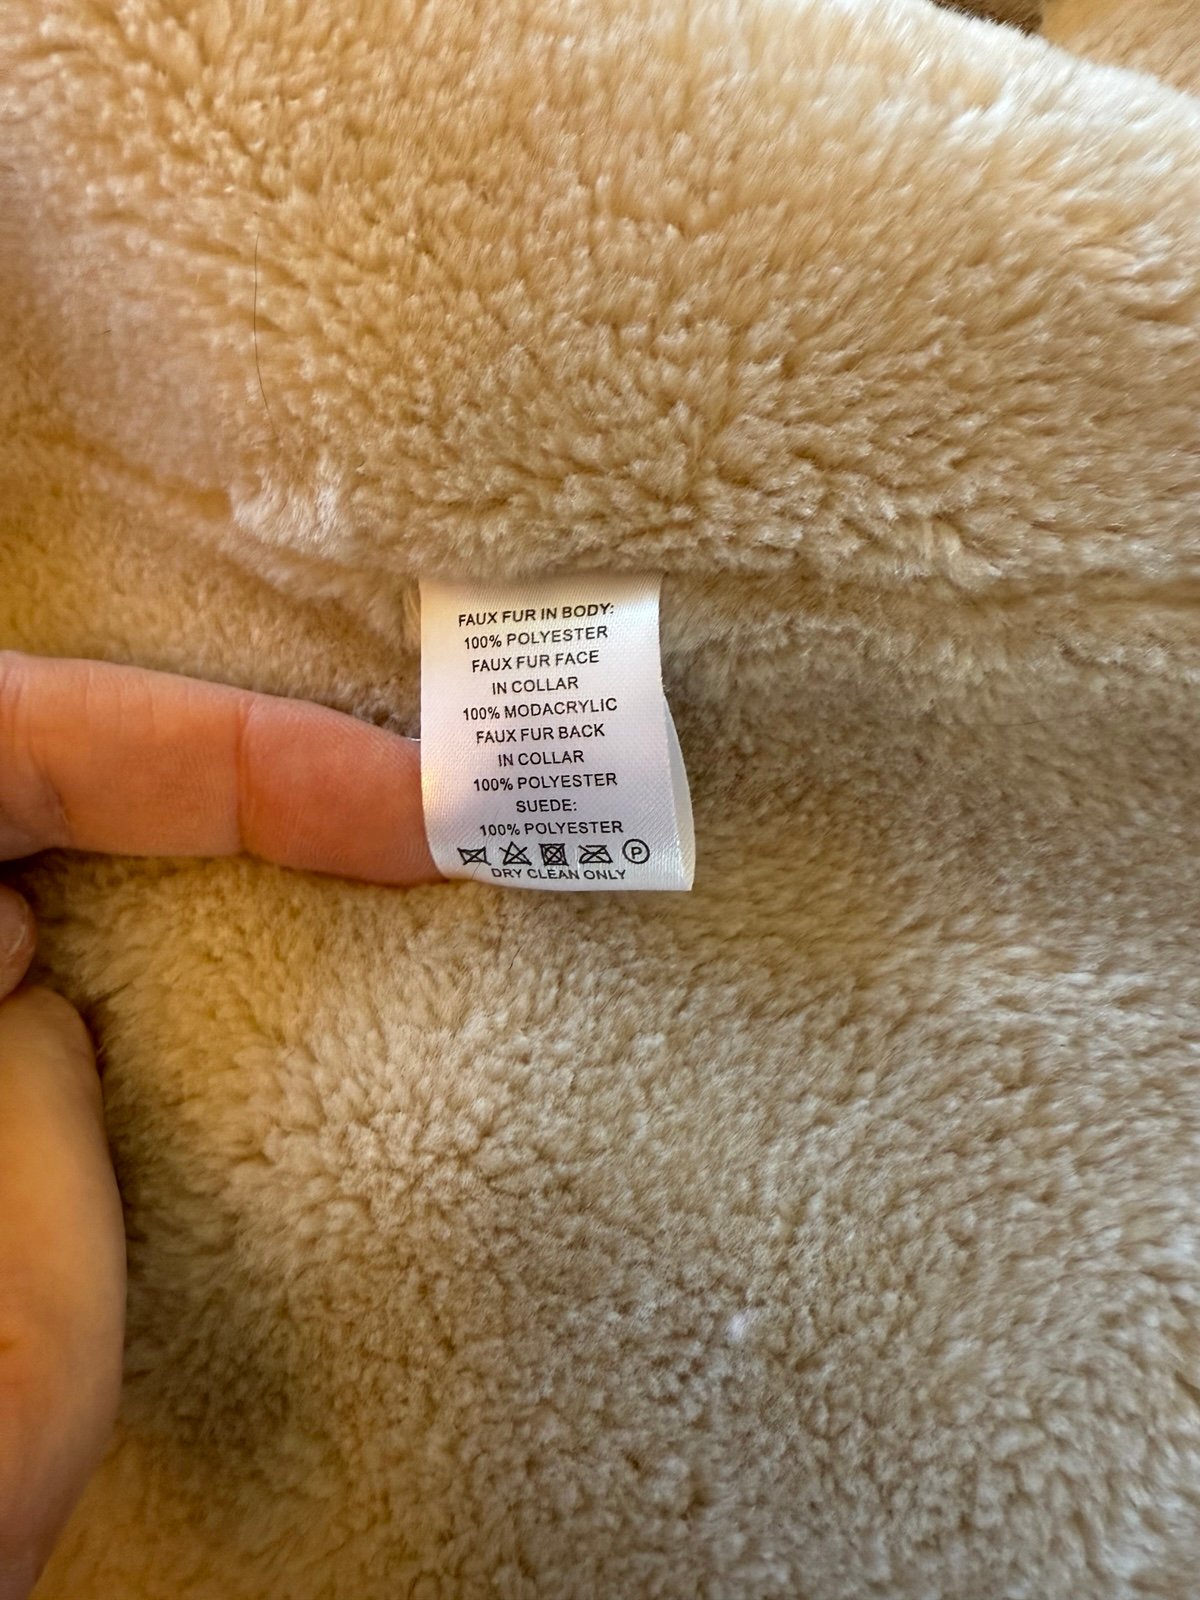 FAUX FUR IN BODY:
100% POLYESTER
FAUX FUR FACE
IN COLLAR
100% MODACRYLIC
FAUX FUR BACK
IN COLLAR
100% POLYESTER
SUEDE:
100% POLYESTER
P
DRY CLEAN ONLY